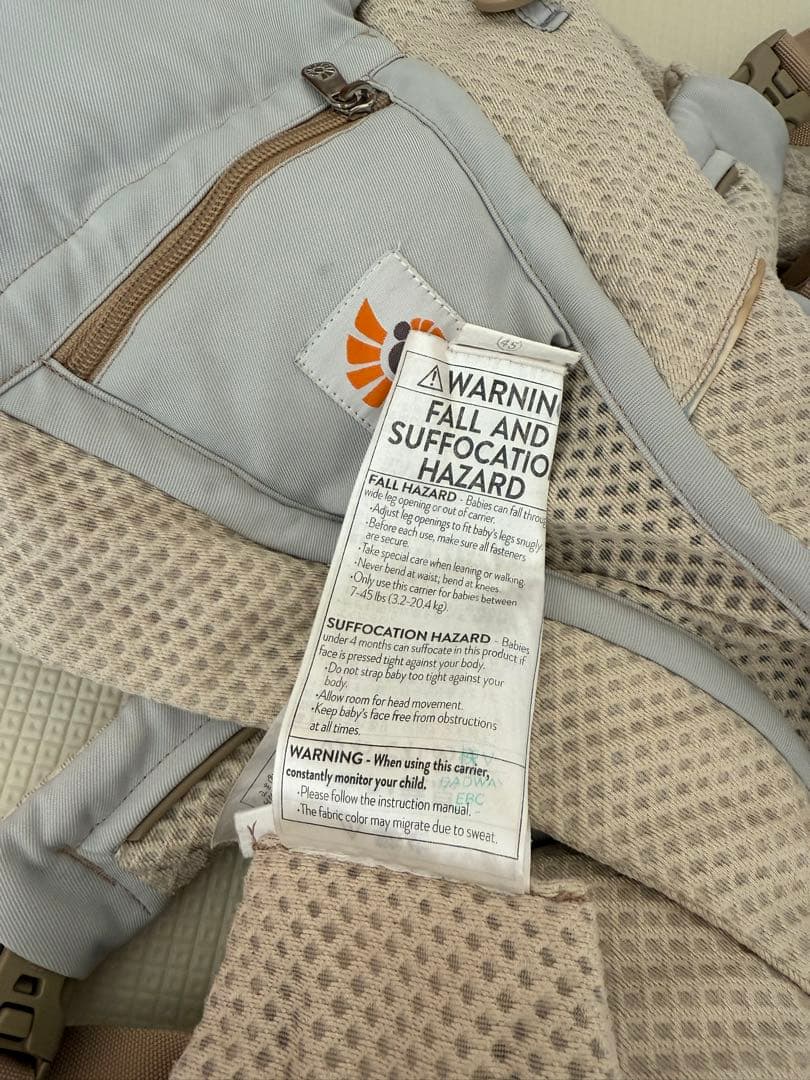 45
WARNIN
FALL AND
SUFFOCATIO
HAZARD
FALL HAZARD - Babies can fall throug
wide leg opening or out of carrier.
•Adjust leg openings to fit baby's legs snugly.
•Before each use, make sure all fasteners
are secure.
•Take special care when leaning or walking.
•Never bend at waist; bend at knees.
•Only use this carrier for babies between
7-45 lbs (3.2-20.4 kg).
SUFFOCATION HAZARD - Babies
under 4 months can suffocate in this product if
face is pressed tight against your body.
•Do not strap baby too tight against your
body.
•Allow room for head movement.
•Keep baby's face free from obstructions
at all times.
WARNING - When using this carrier,
constantly monitor your child.
•Please follow the instruction manual.
•The fabric color may migrate due to sweat.
EBC